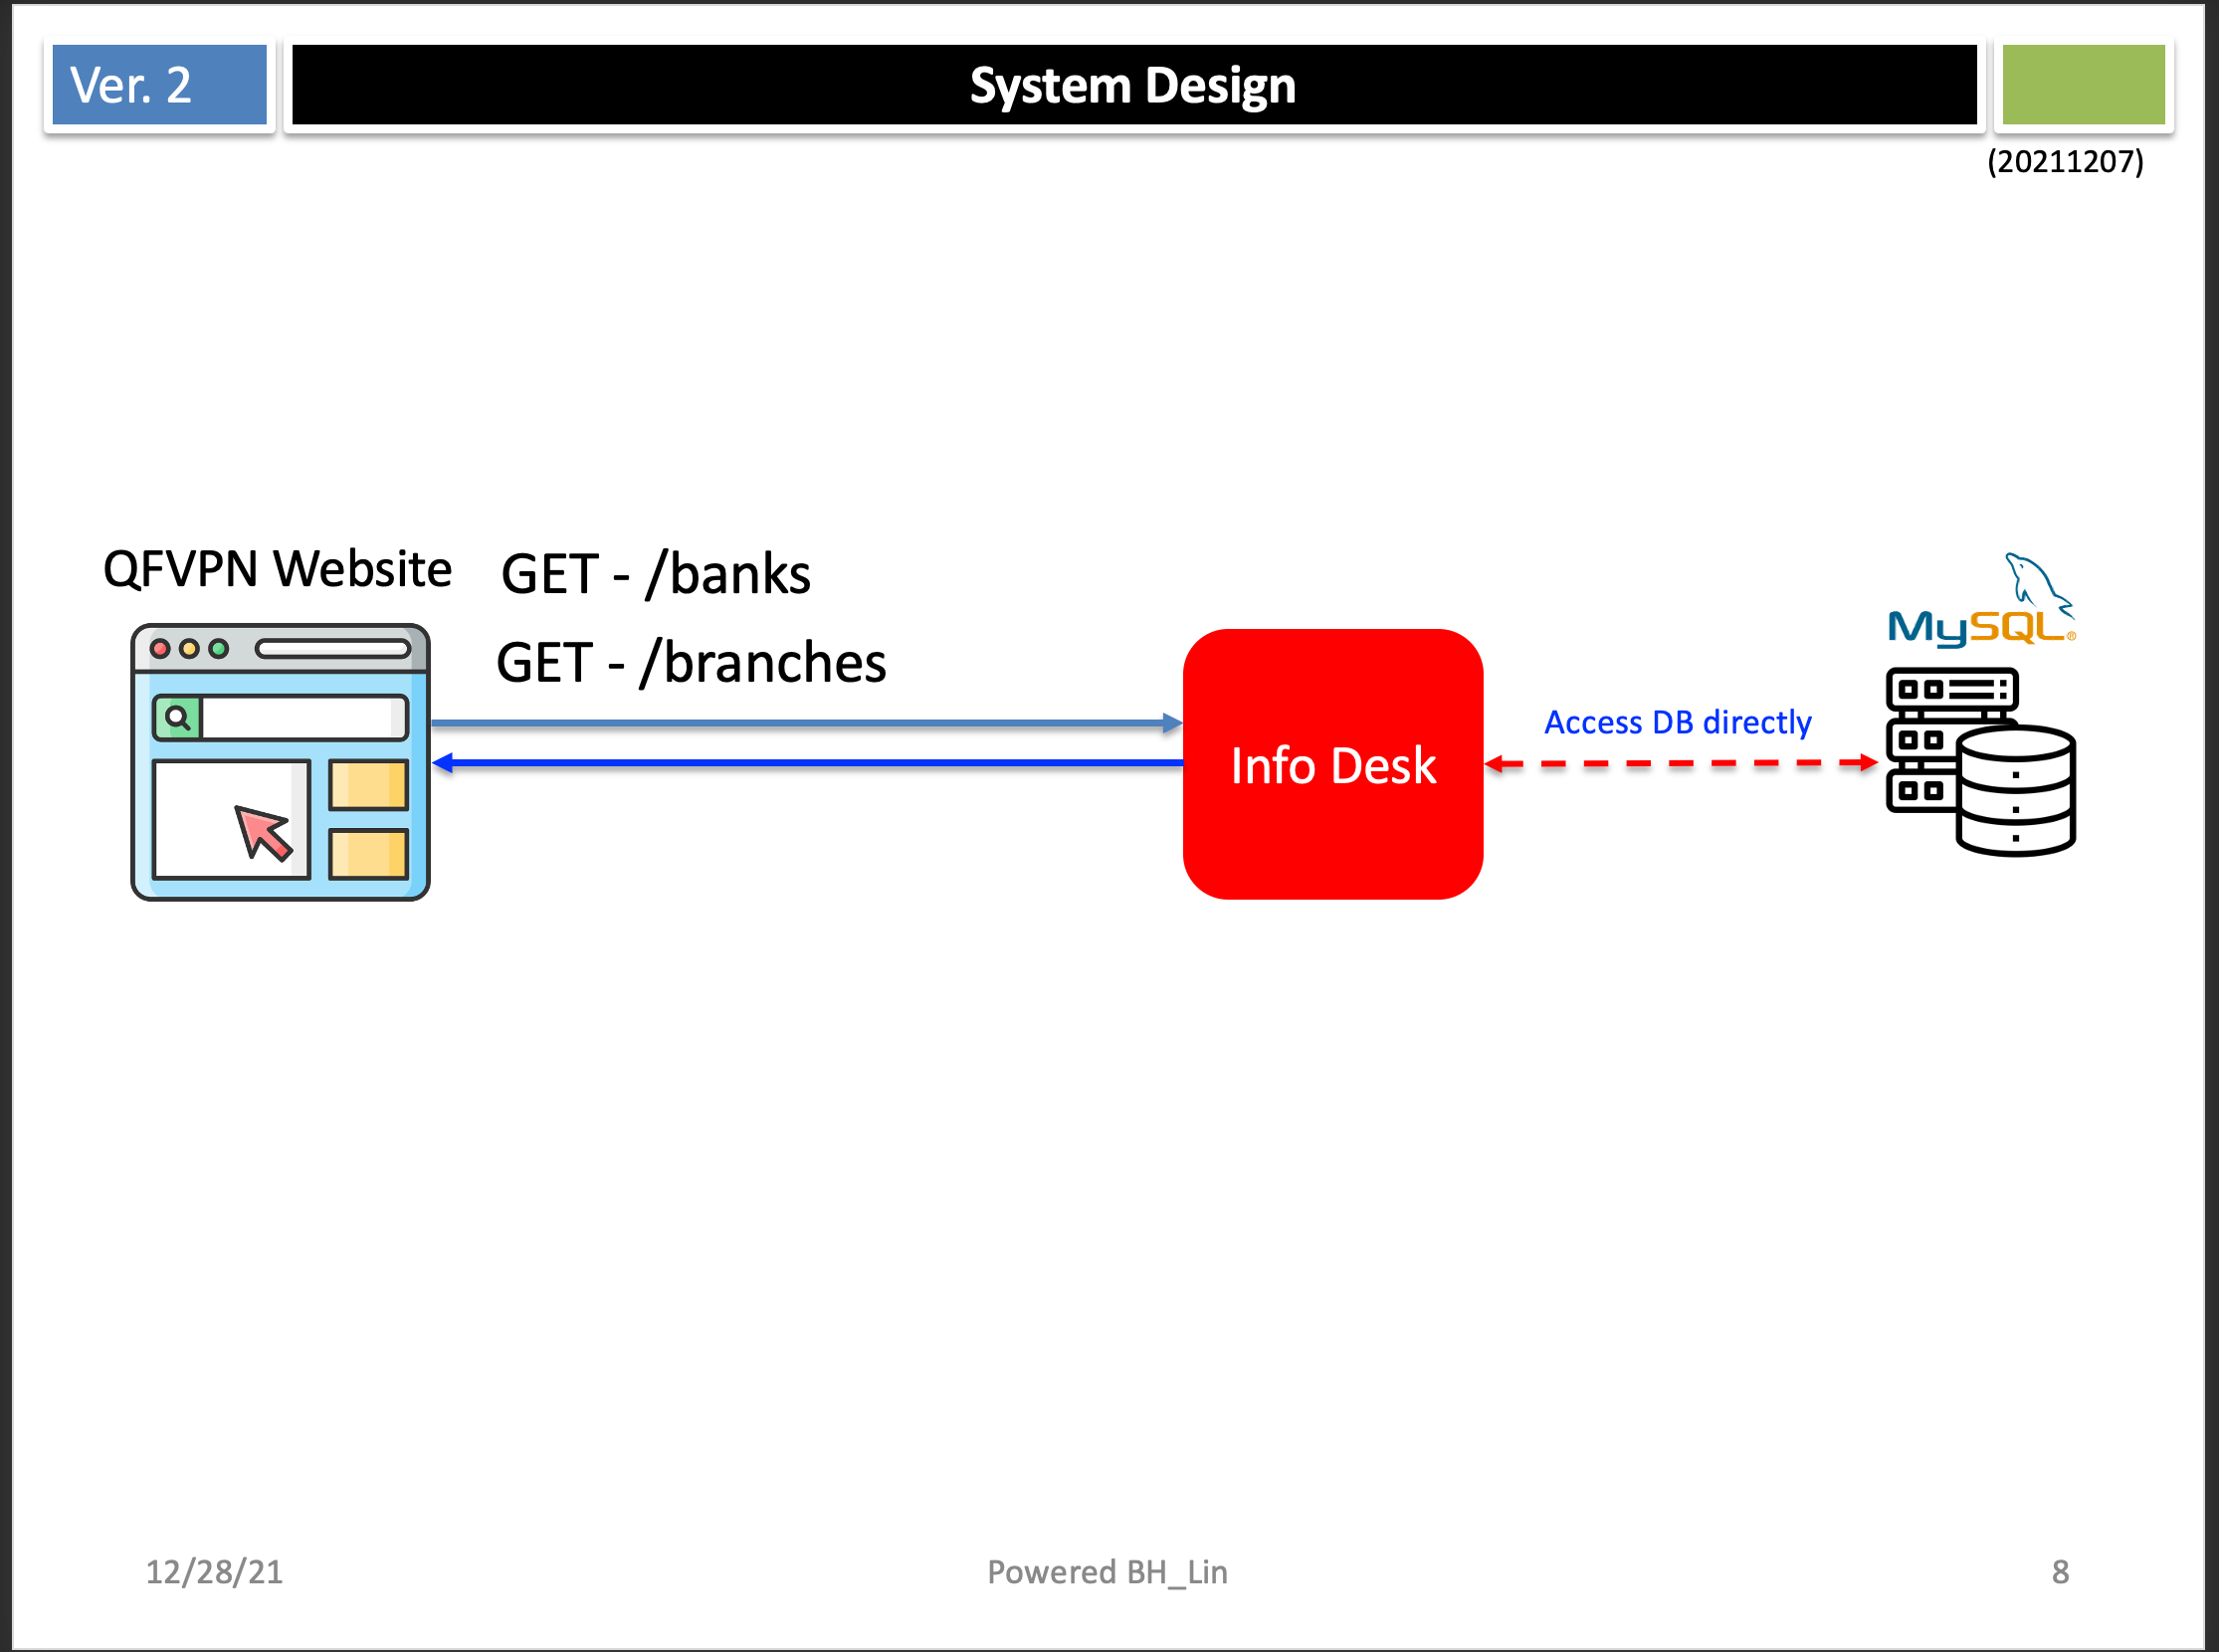 Ver. 2
System Design
(20211207)
QFVPN Website
GET - /banks
GET - /branches
Info Desk
Access DB directly
MySQL®
12/28/21
Powered BH_Lin
8